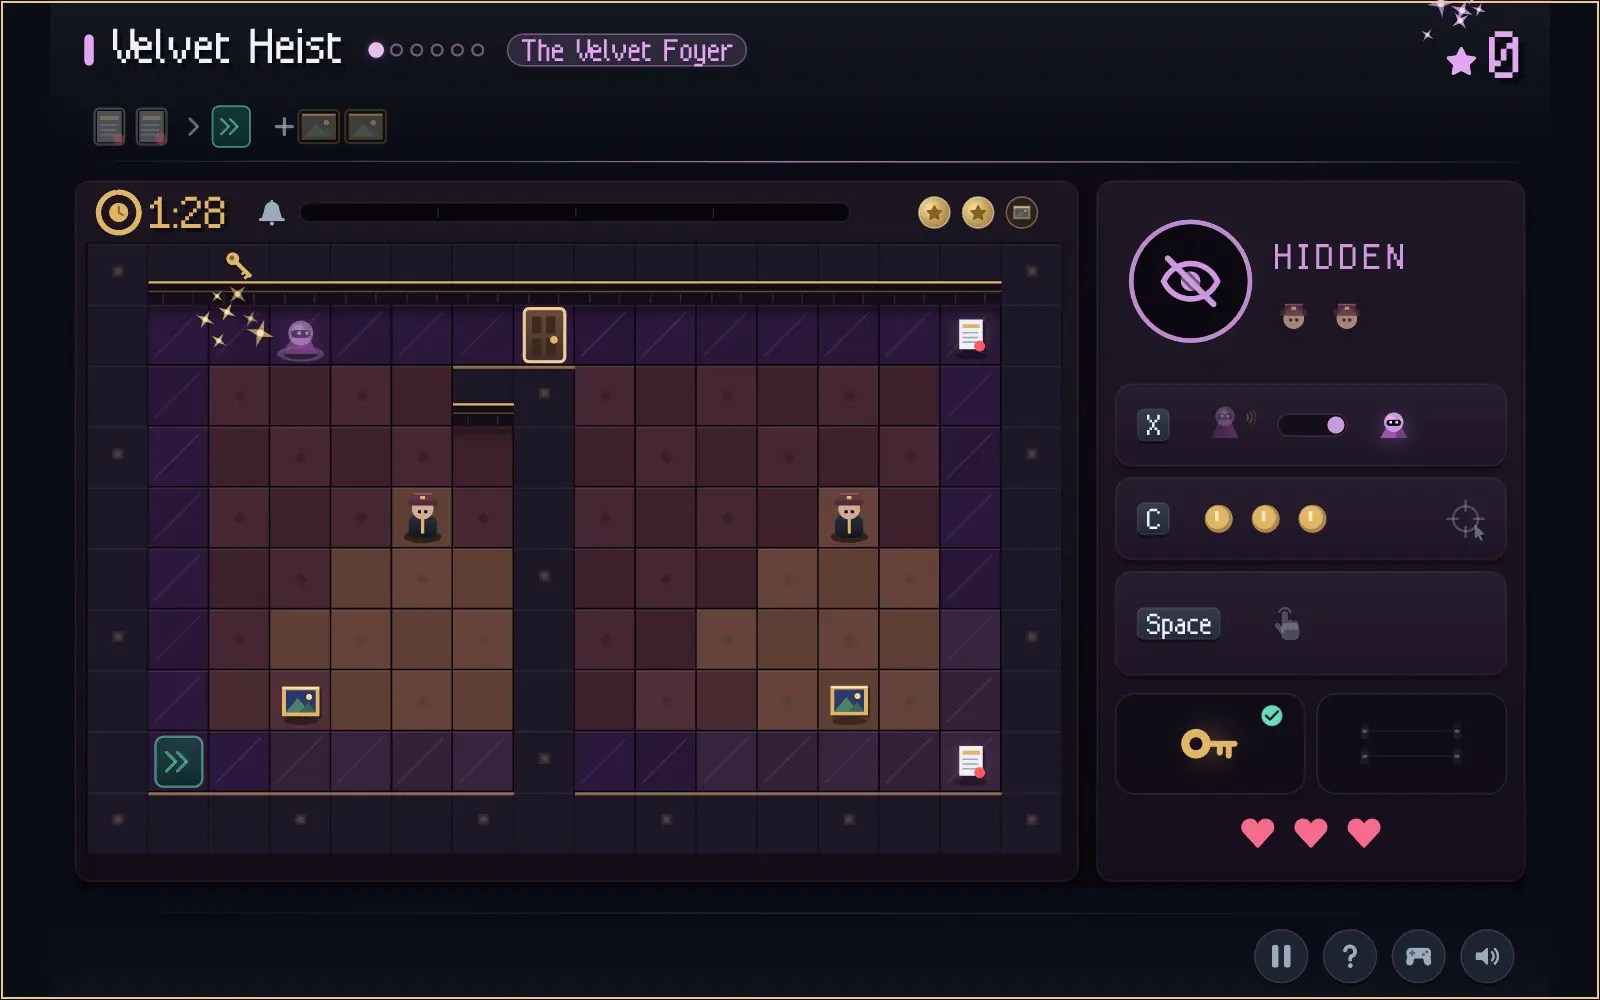 Velvet Heist
The Velvet Foyer
0
1:28
HIDDEN
X
C
Space
?